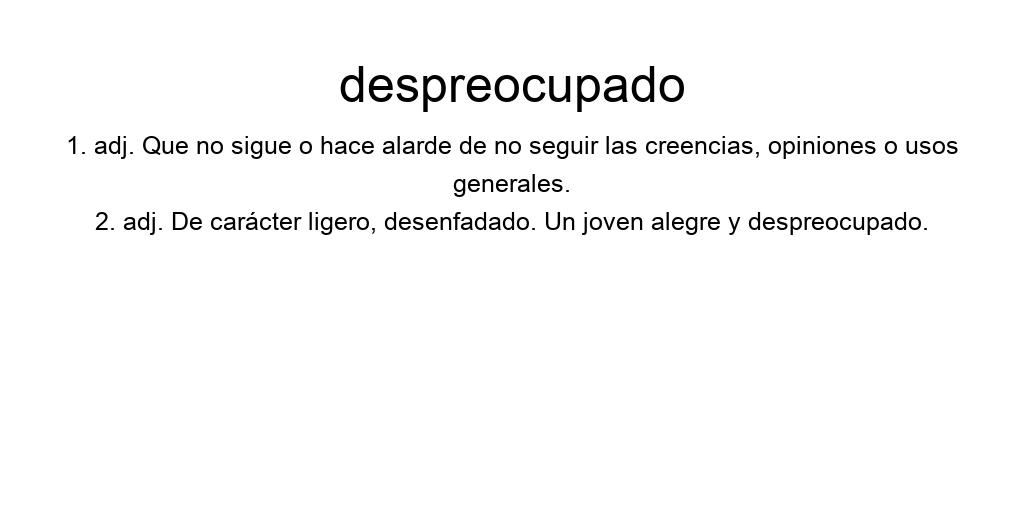 despreocupado
1. adj. Que no sigue o hace alarde de no seguir las creencias, opiniones o usos
generales.
2. adj. De carácter ligero, desenfadado. Un joven alegre y despreocupado.